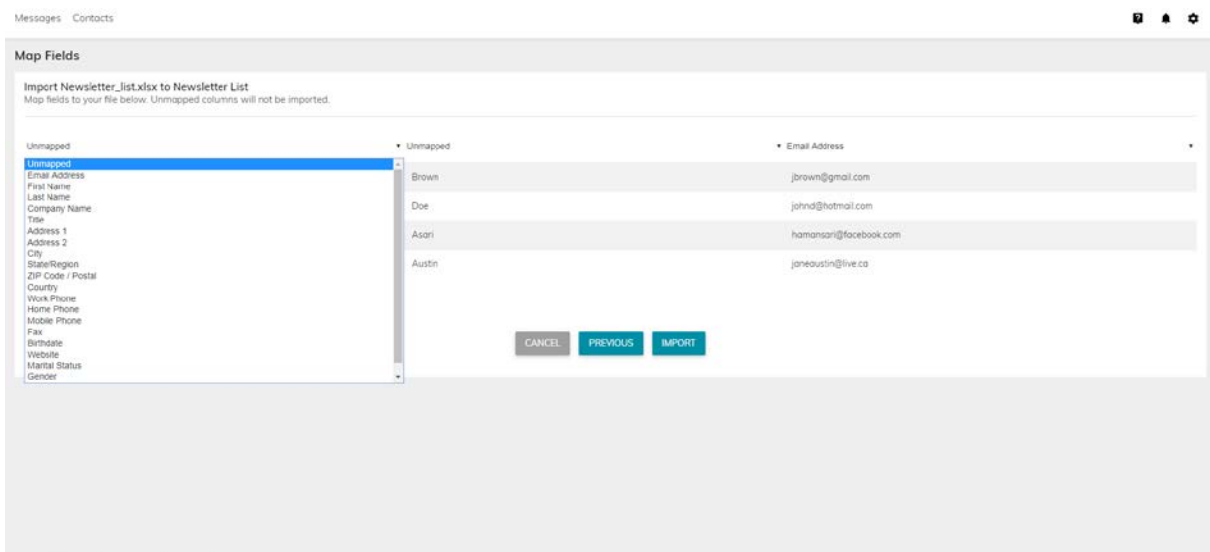 Messages Contacts
Map Fields
Import Newsletter_list.xlsx to Newsletter List
Map fields to your file below. Unmapped columns will not be imported.
Unmapped Unmapped Email Address
Unmapped
Email Address
First Name
Last Name
Company Name
Title
Address 1
Address 2
City
State/Region
ZIP Code / Postal
Country
Work Phone
Home Phone
Mobile Phone
Fax
Birthdate
Website
Marital Status
Gender
Brown jbrown@gmail.com
Doe johnd@hotmail.com
Asari hamansari@facebook.com
Austin janeaustin@live.ca
CANCEL PREVIOUS IMPORT